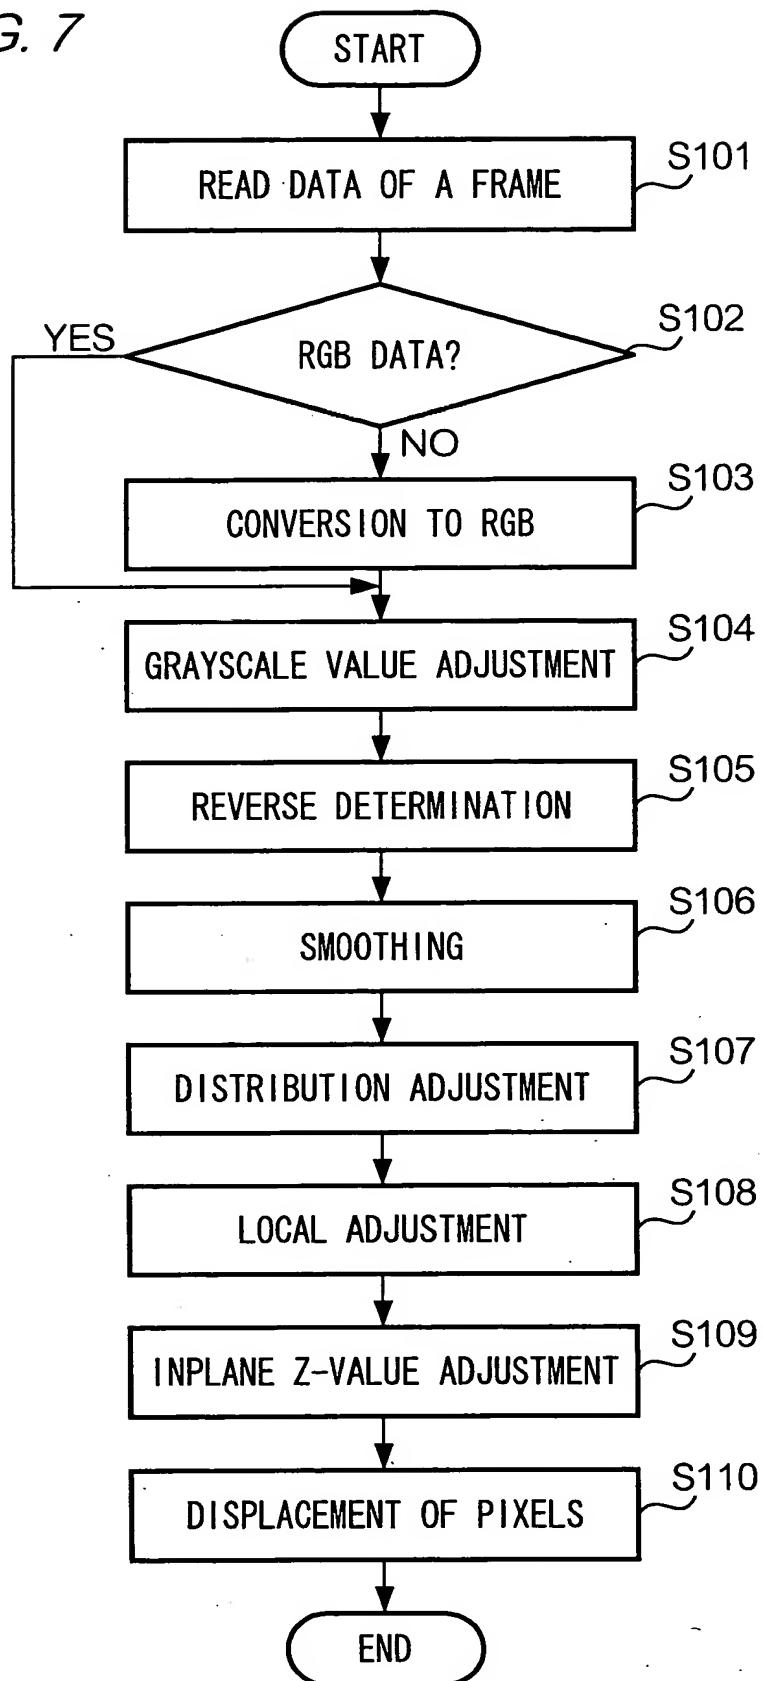 G. 7
START
READ DATA OF A FRAME
S101
RGB DATA?
S102
YES
NO
CONVERSION TO RGB
S103
GRAYSCALE VALUE ADJUSTMENT
S104
REVERSE DETERMINATION
S105
SMOOTHING
S106
DISTRIBUTION ADJUSTMENT
S107
LOCAL ADJUSTMENT
S108
INPLANE Z-VALUE ADJUSTMENT
S109
DISPLACEMENT OF PIXELS
S110
END